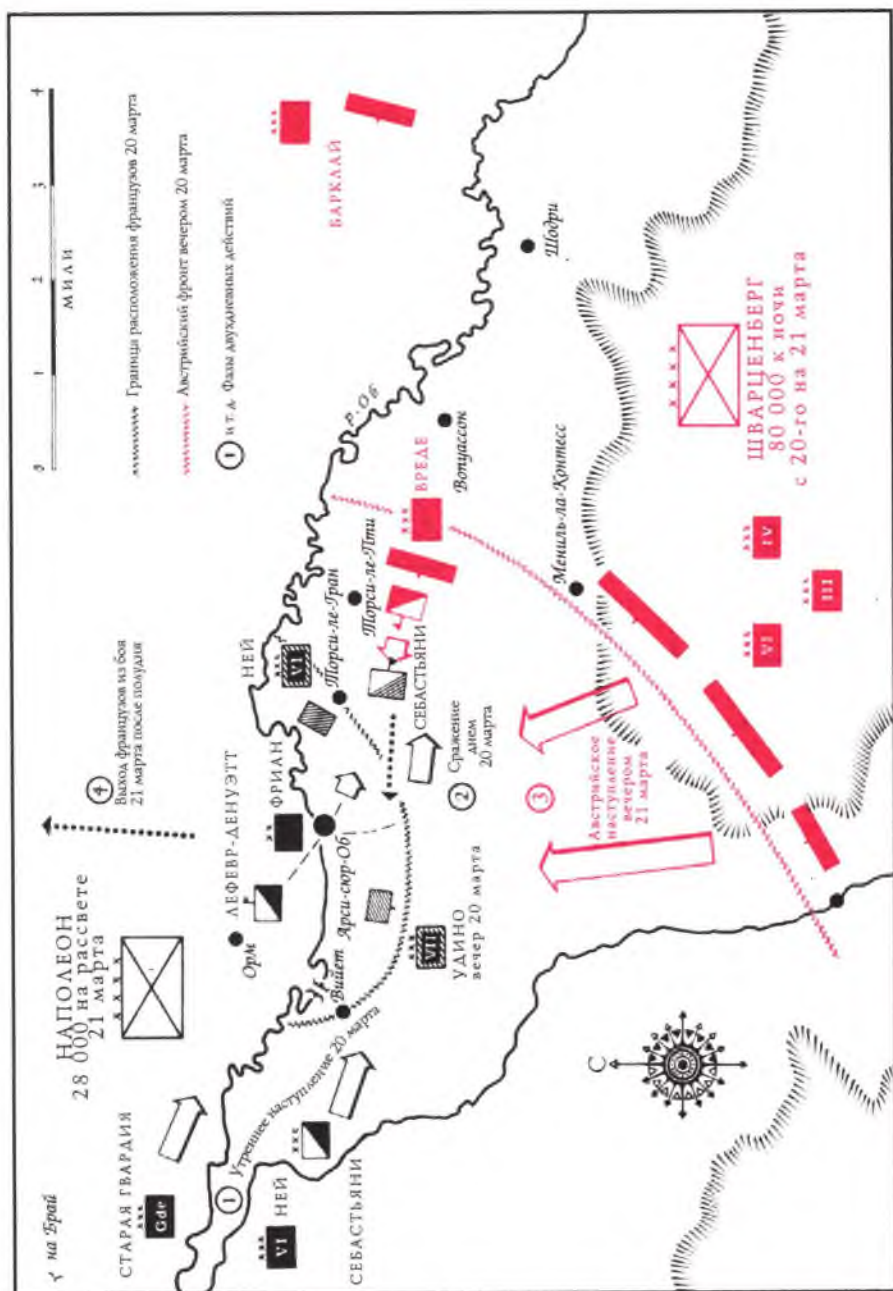 на Брай
СТАРАЯ ГВАРДИЯ
Gde
НАПОЛЕОН
28 000 на рассвете
21 марта
x x x x
4
Выход французов из боя
21 марта после полудня
0 1 2 3 4
МИЛИ
Граница расположения французов 20 марта
Австрийский фронт вечером 20 марта
1 и т.д. Фазы двухдневных действий
x x x
БАРКЛАЙ
1
Утреннее наступление 20 марта
x x x
VI
НЕЙ
x x x
СЕБАСТЬЯНИ
Орм
ЛЕФЕВР-ДЕНУЭТТ
x x
ФРИАН
НЕЙ
x x x
VI
Вийет
Арси-сюр-Об
Торси-ле-Гран
Торси-ле-Пти
Р. Об
СЕБАСТЬЯНИ
x x x
ВРЕДЕ
Вопуассон
Шодри
x x x
VII
УДИНО
вечер 20 марта
2
Сражение
днем
20 марта
3
Австрийское
наступление
вечером
21 марта
Мениль-ла-Контесс
С
x x x
VI
x x x
III
x x x
IV
x x x x
ШВАРЦЕНБЕРГ
80 000 к ночи
с 20-го на 21 марта